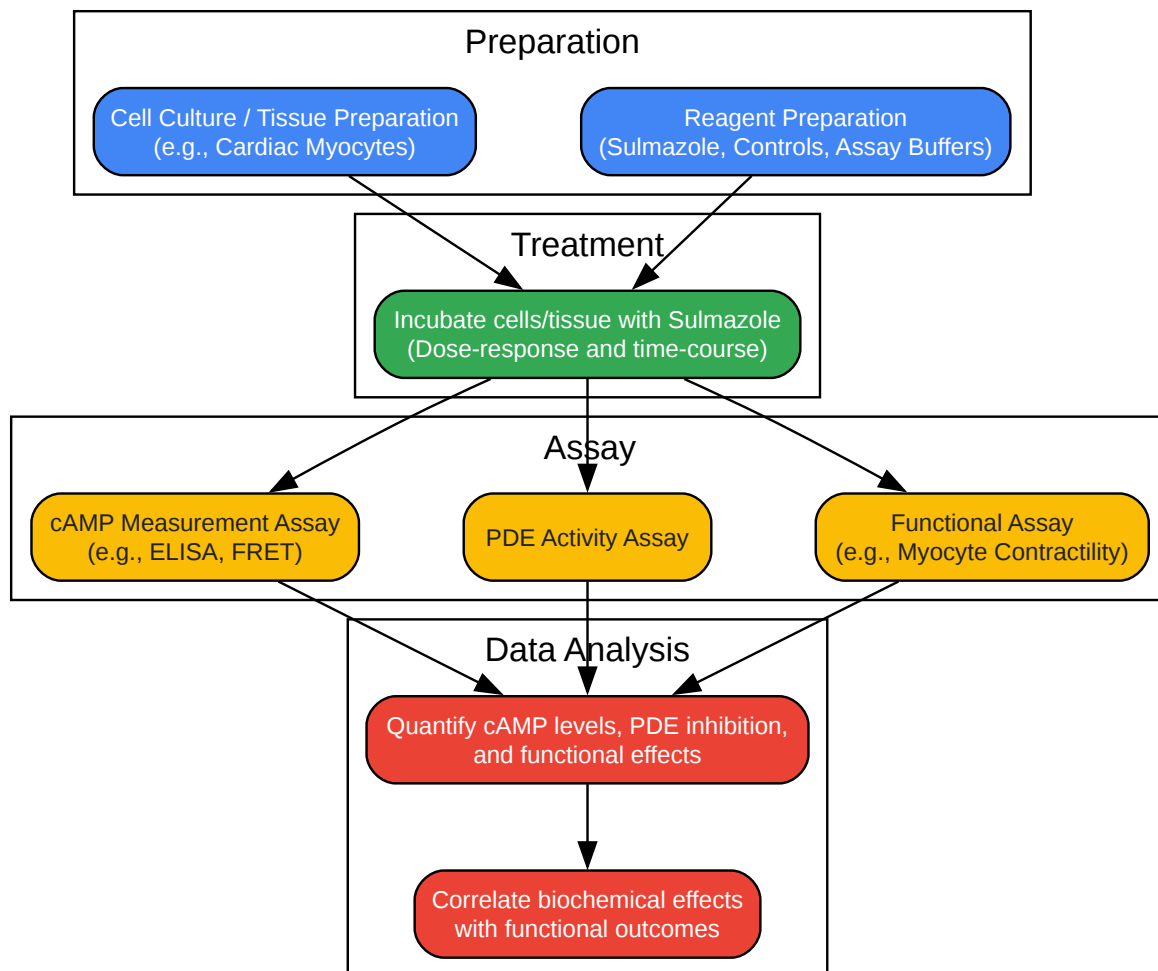 Preparation
Cell Culture / Tissue Preparation
(e.g., Cardiac Myocytes)
Reagent Preparation
(Sulmazole, Controls, Assay Buffers)
Treatment
Incubate cells/tissue with Sulmazole
(Dose-response and time-course)
Assay
cAMP Measurement Assay
(e.g., ELISA, FRET)
PDE Activity Assay
Functional Assay
(e.g., Myocyte Contractility)
Data Analysis
Quantify cAMP levels, PDE inhibition,
and functional effects
Correlate biochemical effects
with functional outcomes